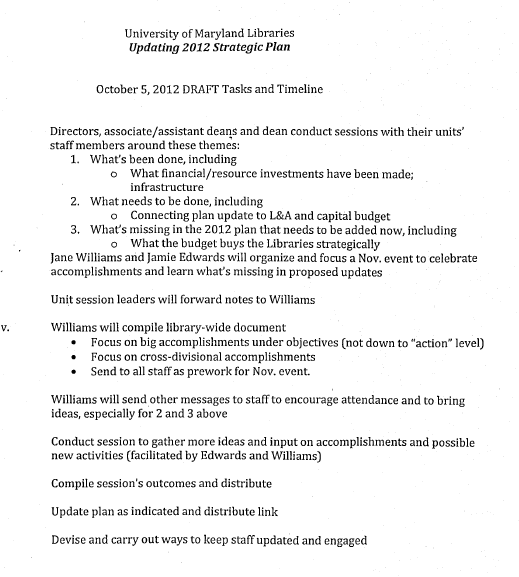 University of Maryland Libraries
Updating 2012 Strategic Plan
October 5, 2012 DRAFT Tasks and Timeline
Directors, associate/assistant deans and dean conduct sessions with their units'
staff members around these themes:
1. What's been done, including
o What financial/resource investments have been made;
infrastructure
2. What needs to be done, including
o Connecting plan update to L&A and capital budget
3. What's missing in the 2012 plan that needs to be added now, including
o What the budget buys the Libraries strategically
Jane Williams and Jamie Edwards will organize and focus a Nov. event to celebrate
accomplishments and learn what's missing in proposed updates
Unit session leaders will forward notes to Williams
v. Williams will compile library-wide document
• Focus on big accomplishments under objectives (not down to "action" level)
• Focus on cross-divisional accomplishments
• Send to all staff as prework for Nov. event.
Williams will send other messages to staff to encourage attendance and to bring
ideas, especially for 2 and 3 above
Conduct session to gather more ideas and input on accomplishments and possible
new activities (facilitated by Edwards and Williams)
Compile session's outcomes and distribute
Update plan as indicated and distribute link
Devise and carry out ways to keep staff updated and engaged